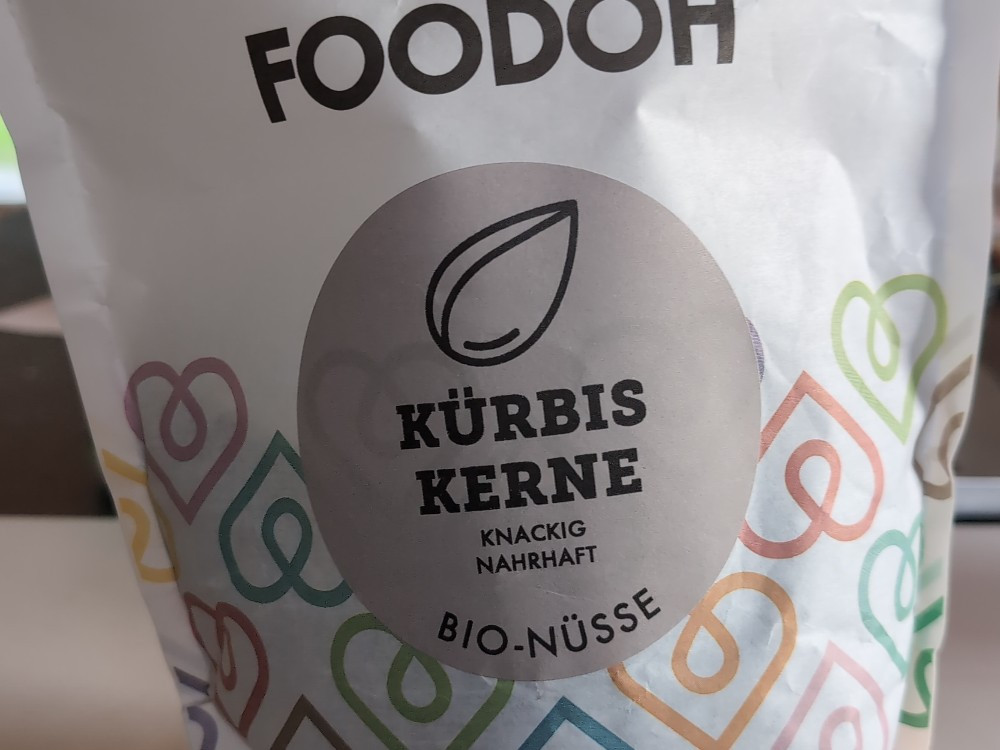 FOODOH
KÜRBIS
KERNE
KNACKIG
NAHRHAFT
BIO-NÜSSE